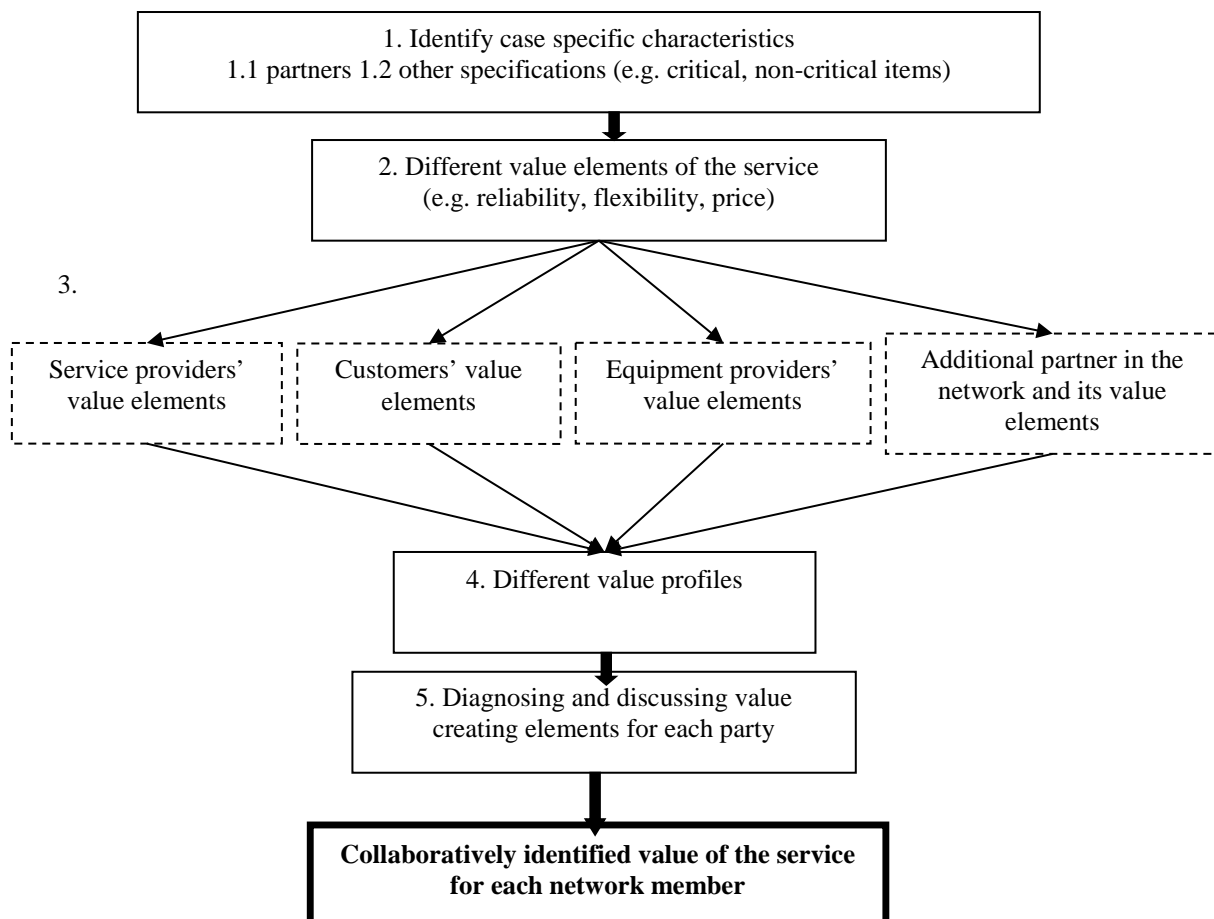 1. Identify case specific characteristics
1.1 partners 1.2 other specifications (e.g. critical, non-critical items)
2. Different value elements of the service
(e.g. reliability, flexibility, price)
3.
Service providers’
value elements
Customers’ value
elements
Equipment providers’
value elements
Additional partner in the
network and its value
elements
4. Different value profiles
5. Diagnosing and discussing value
creating elements for each party
Collaboratively identified value of the service
for each network member